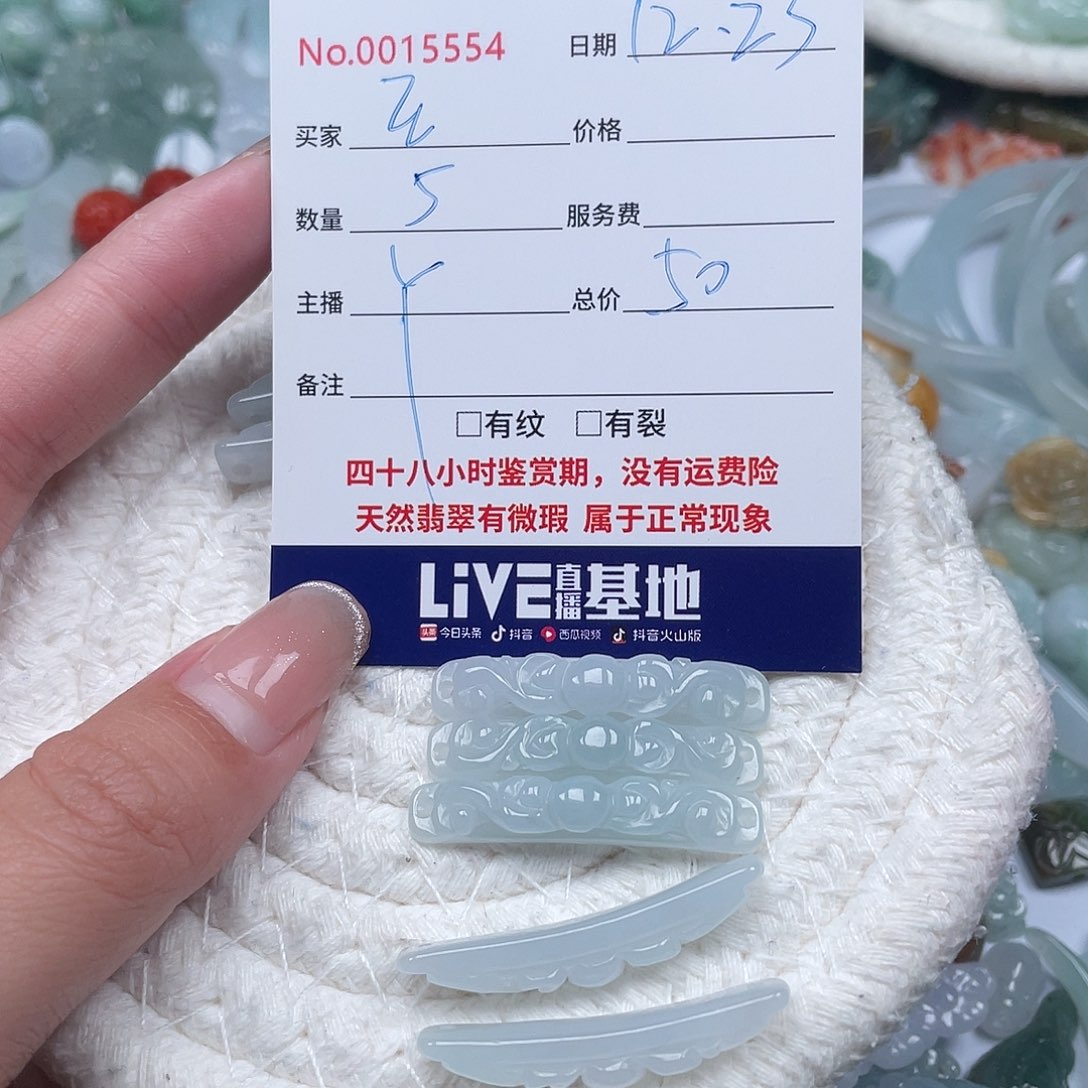 No.0015554 日期 12.23
买家 价格
数量 5 服务费
主播 Y 总价 50
备注
□有纹 □有裂
四十八小时鉴赏期，没有运费险
天然翡翠有微瑕 属于正常现象
LiVE直播基地
头条 今日头条 抖音 西瓜视频 抖音火山版